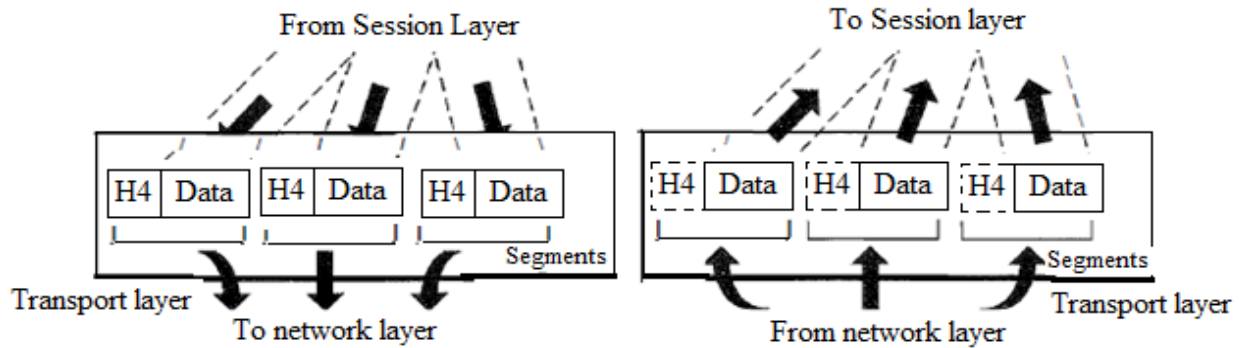 From Session Layer
H4 Data H4 Data H4 Data
Segments
Transport layer
To network layer
To Session layer
H4 Data H4 Data H4 Data
Segments
Transport layer
From network layer